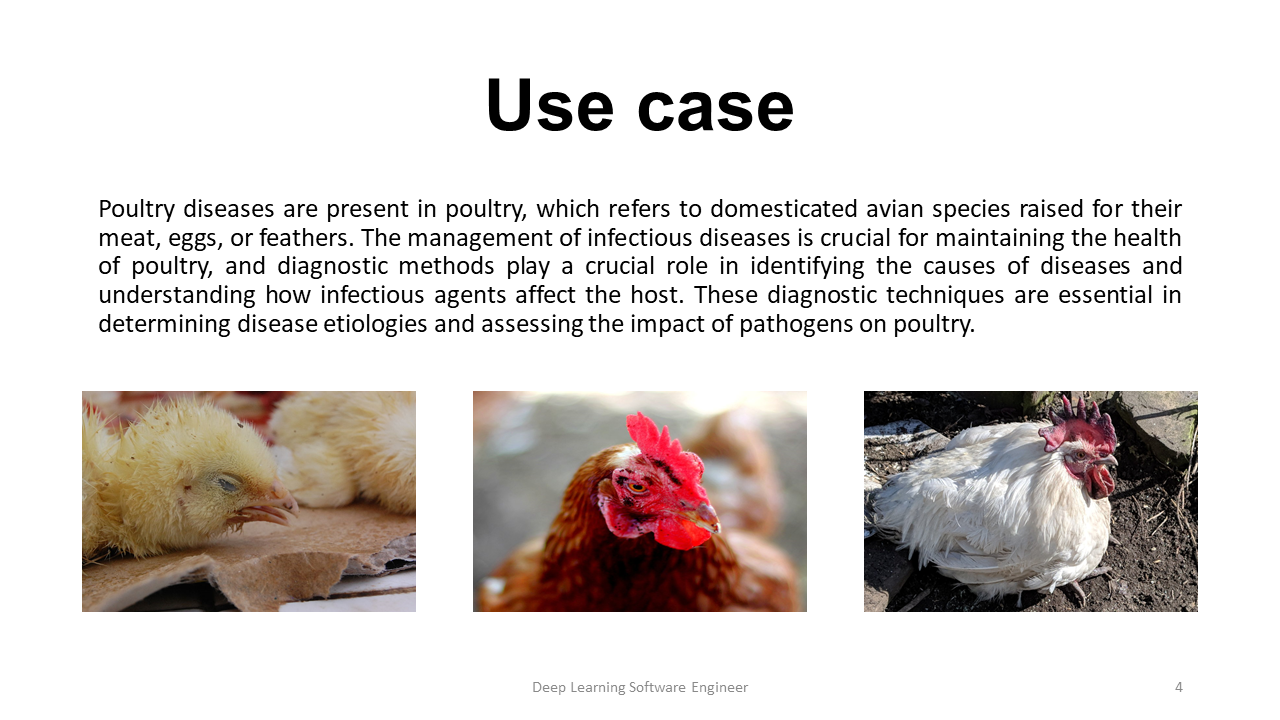 Use case
Poultry diseases are present in poultry, which refers to domesticated avian species raised for their
meat, eggs, or feathers. The management of infectious diseases is crucial for maintaining the health
of poultry, and diagnostic methods play a crucial role in identifying the causes of diseases and
understanding how infectious agents affect the host. These diagnostic techniques are essential in
determining disease etiologies and assessing the impact of pathogens on poultry.
Deep Learning Software Engineer
4